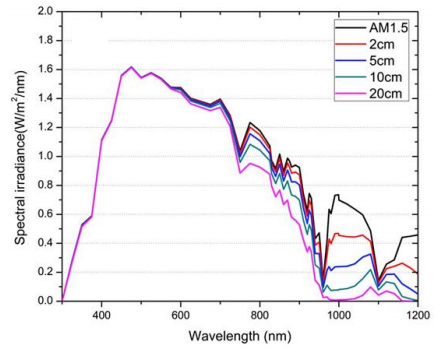 2.0
1.8
1.6
1.4
1.2
1.0
0.8
0.6
0.4
0.2
0.0
Spectral irradiance(W/m²/nm)
AM1.5
2cm
5cm
10cm
20cm
400 600 800 1000 1200
Wavelength (nm)